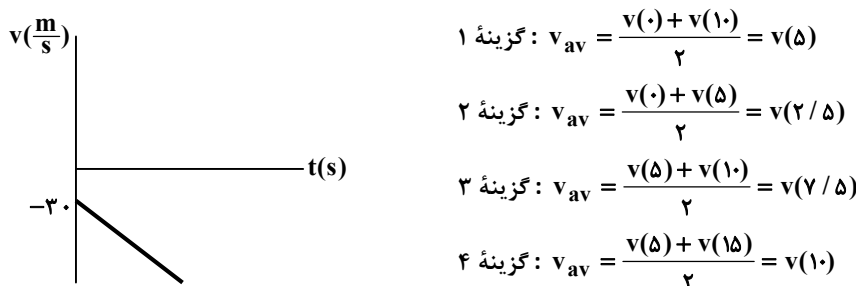 v(m/s)
t(s)
−۳۰
گزینهٔ ۱ : v_av = (v(۰) + v(۱۰))/۲ = v(۵)
گزینهٔ ۲ : v_av = (v(۰) + v(۵))/۲ = v(۲/۵)
گزینهٔ ۳ : v_av = (v(۵) + v(۱۰))/۲ = v(۷/۵)
گزینهٔ ۴ : v_av = (v(۵) + v(۱۵))/۲ = v(۱۰)